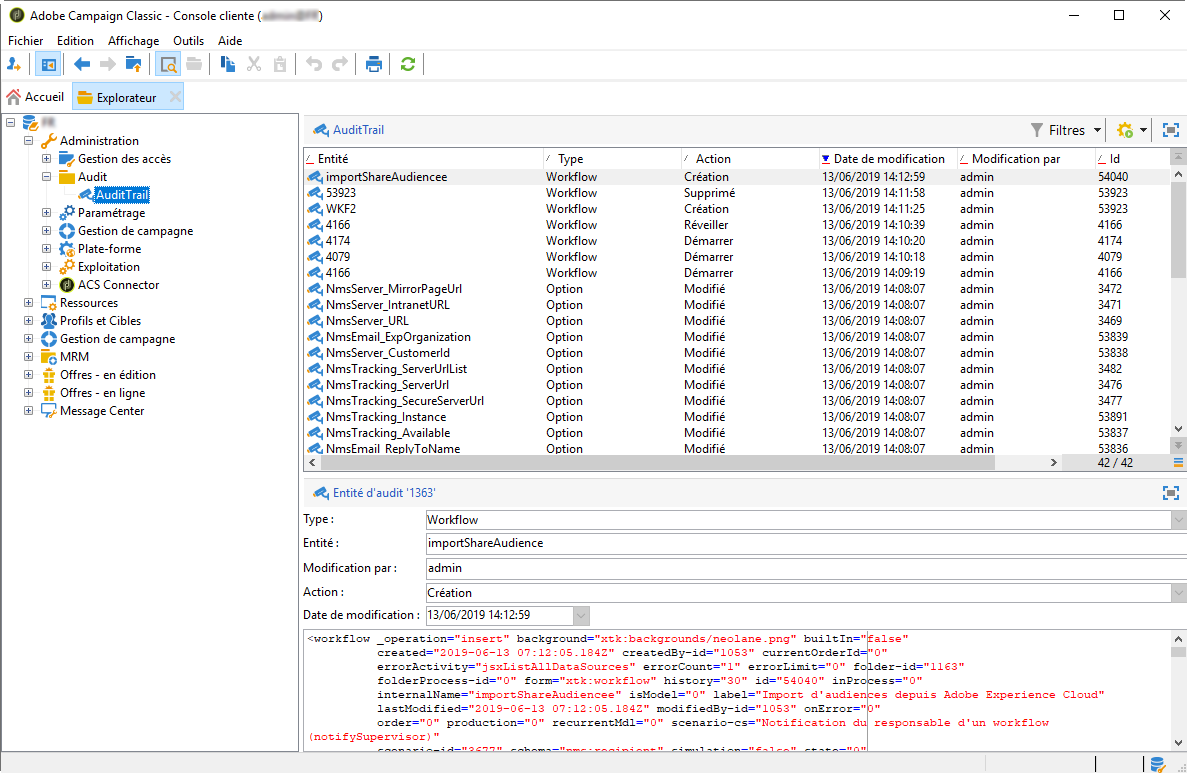 Adobe Campaign Classic - Console cliente ( )
Fichier Edition Affichage Outils Aide
Accueil Explorateur
Administration
Gestion des accès
Audit
AuditTrail
Paramétrage
Gestion de campagne
Plate-forme
Exploitation
ACS Connector
Ressources
Profils et Cibles
Gestion de campagne
MRM
Offres - en édition
Offres - en ligne
Message Center
AuditTrail Filtres
Entité Type Action Date de modification Modification par Id
importShareAudiencee Workflow Création 13/06/2019 14:12:59 admin 54040
53923 Workflow Supprimé 13/06/2019 14:11:58 admin 53923
WKF2 Workflow Création 13/06/2019 14:11:25 admin 53923
4166 Workflow Réveiller 13/06/2019 14:10:39 admin 4166
4174 Workflow Démarrer 13/06/2019 14:10:20 admin 4174
4079 Workflow Démarrer 13/06/2019 14:10:18 admin 4079
4166 Workflow Démarrer 13/06/2019 14:09:19 admin 4166
NmsServer_MirrorPageUrl Option Modifié 13/06/2019 14:08:07 admin 3472
NmsServer_IntranetURL Option Modifié 13/06/2019 14:08:07 admin 3471
NmsServer_URL Option Modifié 13/06/2019 14:08:07 admin 3469
NmsEmail_ExpOrganization Option Modifié 13/06/2019 14:08:07 admin 53839
NmsServer_CustomerId Option Modifié 13/06/2019 14:08:07 admin 53838
NmsTracking_ServerUrlList Option Modifié 13/06/2019 14:08:07 admin 3482
NmsTracking_ServerUrl Option Modifié 13/06/2019 14:08:07 admin 3476
NmsTracking_SecureServerUrl Option Modifié 13/06/2019 14:08:07 admin 3477
NmsTracking_Instance Option Modifié 13/06/2019 14:08:07 admin 53891
NmsTracking_Available Option Modifié 13/06/2019 14:08:07 admin 53837
NmsEmail_ReplyToName Option Modifié 13/06/2019 14:08:07 admin 53836
42 / 42
Entité d'audit '1363'
Type : Workflow
Entité : importShareAudience
Modification par : admin
Action : Création
Date de modification : 13/06/2019 14:12:59
<workflow _operation="insert" background="xtk:backgrounds/neolane.png" builtIn="false"
created="2019-06-13 07:12:05.184Z" createdBy-id="1053" currentOrderId="0"
errorActivity="jsxListAllDataSources" errorCount="1" errorLimit="0" folder-id="1163"
folderProcess-id="0" form="xtk:workflow" history="30" id="54040" inProcess="0"
internalName="importShareAudiencee" isModel="0" label="Import d'audiences depuis Adobe Experience Cloud"
lastModified="2019-06-13 07:12:05.184Z" modifiedBy-id="1053" onError="0"
order="0" production="0" recurrentMdl="0" scenario-cs="Notification du responsable d'un workflow
(notifySupervisor)"
scenario-id="3677" schema="nms:recipient" simulation="false" state="0"